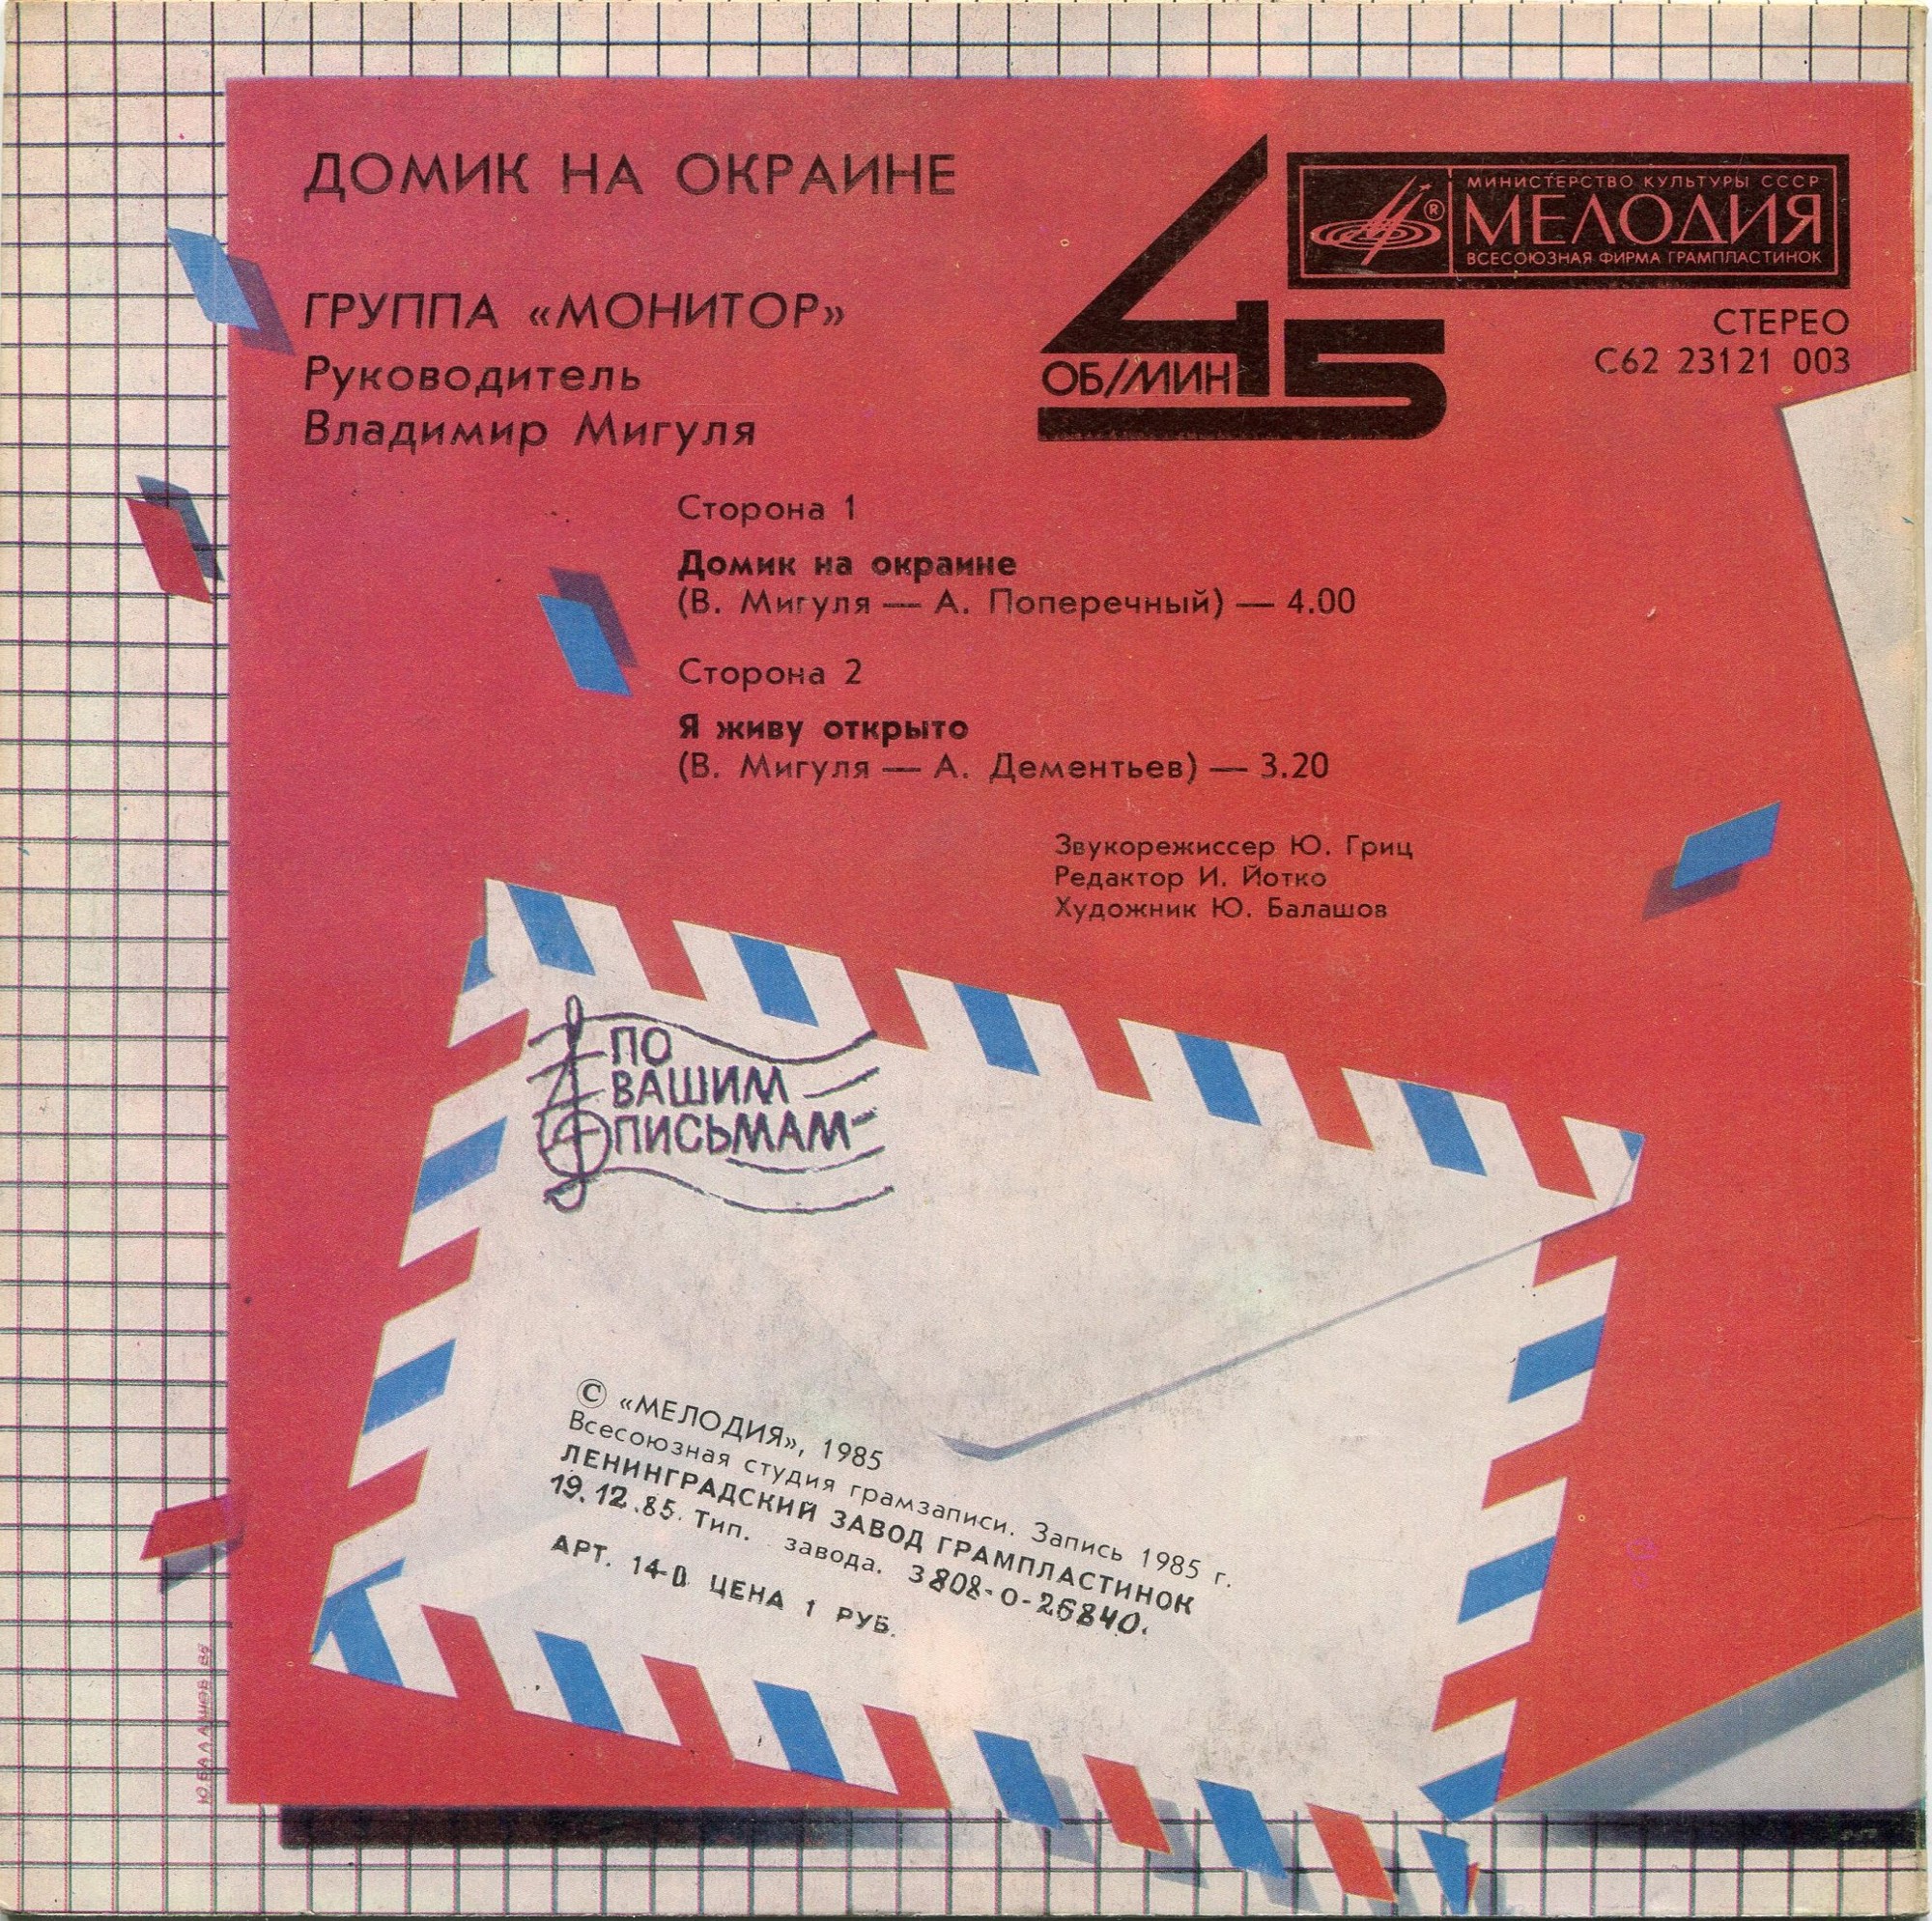 ДОМИК НА ОКРАИНЕ
МИНИСТЕРСТВО КУЛЬТУРЫ СССР
МЕЛОДИЯ
ВСЕСОЮЗНАЯ ФИРМА ГРАМПЛАСТИНОК
®
45
ОБ/МИН
СТЕРЕО
С62 23121 003
ГРУППА «МОНИТОР»
Руководитель
Владимир Мигуля
Сторона 1
Домик на окраине
(В. Мигуля — А. Поперечный) — 4.00
Сторона 2
Я живу открыто
(В. Мигуля — А. Дементьев) — 3.20
Звукорежиссер Ю. Гриц
Редактор И. Йотко
Художник Ю. Балашов
ПО
ВАШИМ
ПИСЬМАМ
© «МЕЛОДИЯ», 1985
Всесоюзная студия грамзаписи. Запись 1985 г.
ЛЕНИНГРАДСКИЙ ЗАВОД ГРАМПЛАСТИНОК
19.12.85. Тип. завода. 3808-0-26840.
АРТ. 14-0 ЦЕНА 1 РУБ.
Ю.БАЛАШОВ 85